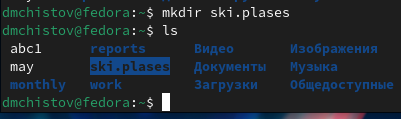 dmchistov@fedora:~$ mkdir ski.plases
dmchistov@fedora:~$ ls
abc1 reports Видео Изображения
may ski.plases Документы Музыка
monthly work Загрузки Общедоступные
dmchistov@fedora:~$